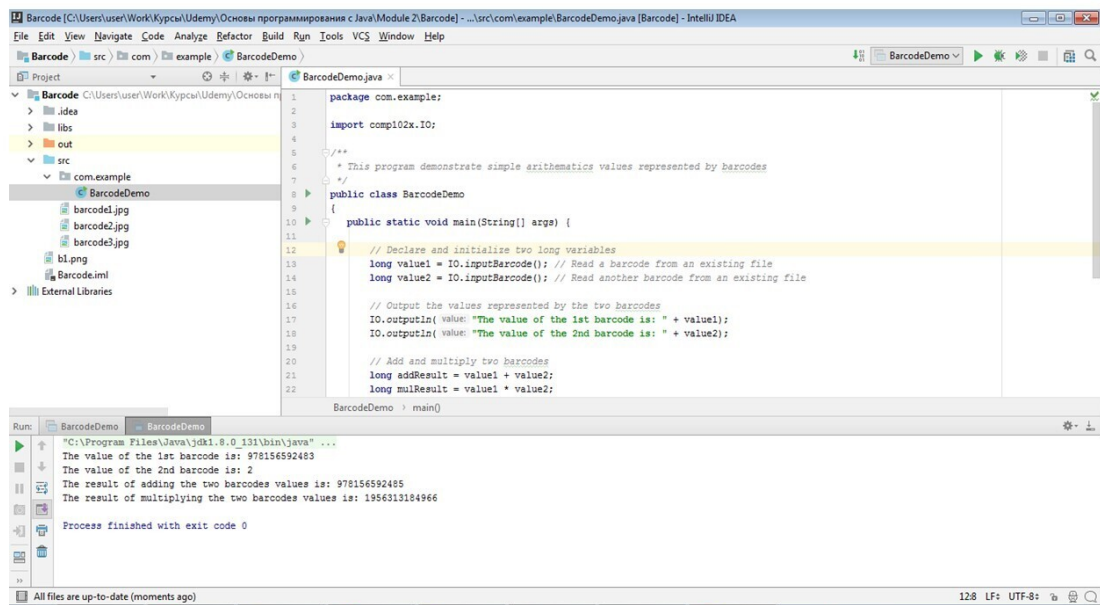 Barcode [C:\Users\user\Work\Курсы\Udemy\Основы программирования с Java\Module 2\Barcode] - ...\src\com\example\BarcodeDemo.java [Barcode] - IntelliJ IDEA
File Edit View Navigate Code Analyze Refactor Build Run Tools VCS Window Help
Barcode src com example BarcodeDemo
BarcodeDemo
Project
BarcodeDemo.java
Barcode C:\Users\user\Work\Курсы\Udemy\Основы п
.idea
libs
out
src
com.example
BarcodeDemo
barcode1.jpg
barcode2.jpg
barcode3.jpg
b1.png
Barcode.iml
External Libraries
1 package com.example;
2
3 import comp102x.IO;
4
5 /**
6 * This program demonstrate simple arithematics values represented by barcodes
7 */
8 public class BarcodeDemo
9 {
10 public static void main(String[] args) {
11
12 // Declare and initialize two long variables
13 long value1 = IO.inputBarcode(); // Read a barcode from an existing file
14 long value2 = IO.inputBarcode(); // Read another barcode from an existing file
15
16 // Output the values represented by the two barcodes
17 IO.outputln( value: "The value of the 1st barcode is: " + value1);
18 IO.outputln( value: "The value of the 2nd barcode is: " + value2);
19
20 // Add and multiply two barcodes
21 long addResult = value1 + value2;
22 long mulResult = value1 * value2;
BarcodeDemo > main()
Run: BarcodeDemo BarcodeDemo
"C:\Program Files\Java\jdk1.8.0_131\bin\java" ...
The value of the 1st barcode is: 978156592483
The value of the 2nd barcode is: 2
The result of adding the two barcodes values is: 978156592485
The result of multiplying the two barcodes values is: 1956313184966
Process finished with exit code 0
All files are up-to-date (moments ago)
12:8 LF÷ UTF-8÷